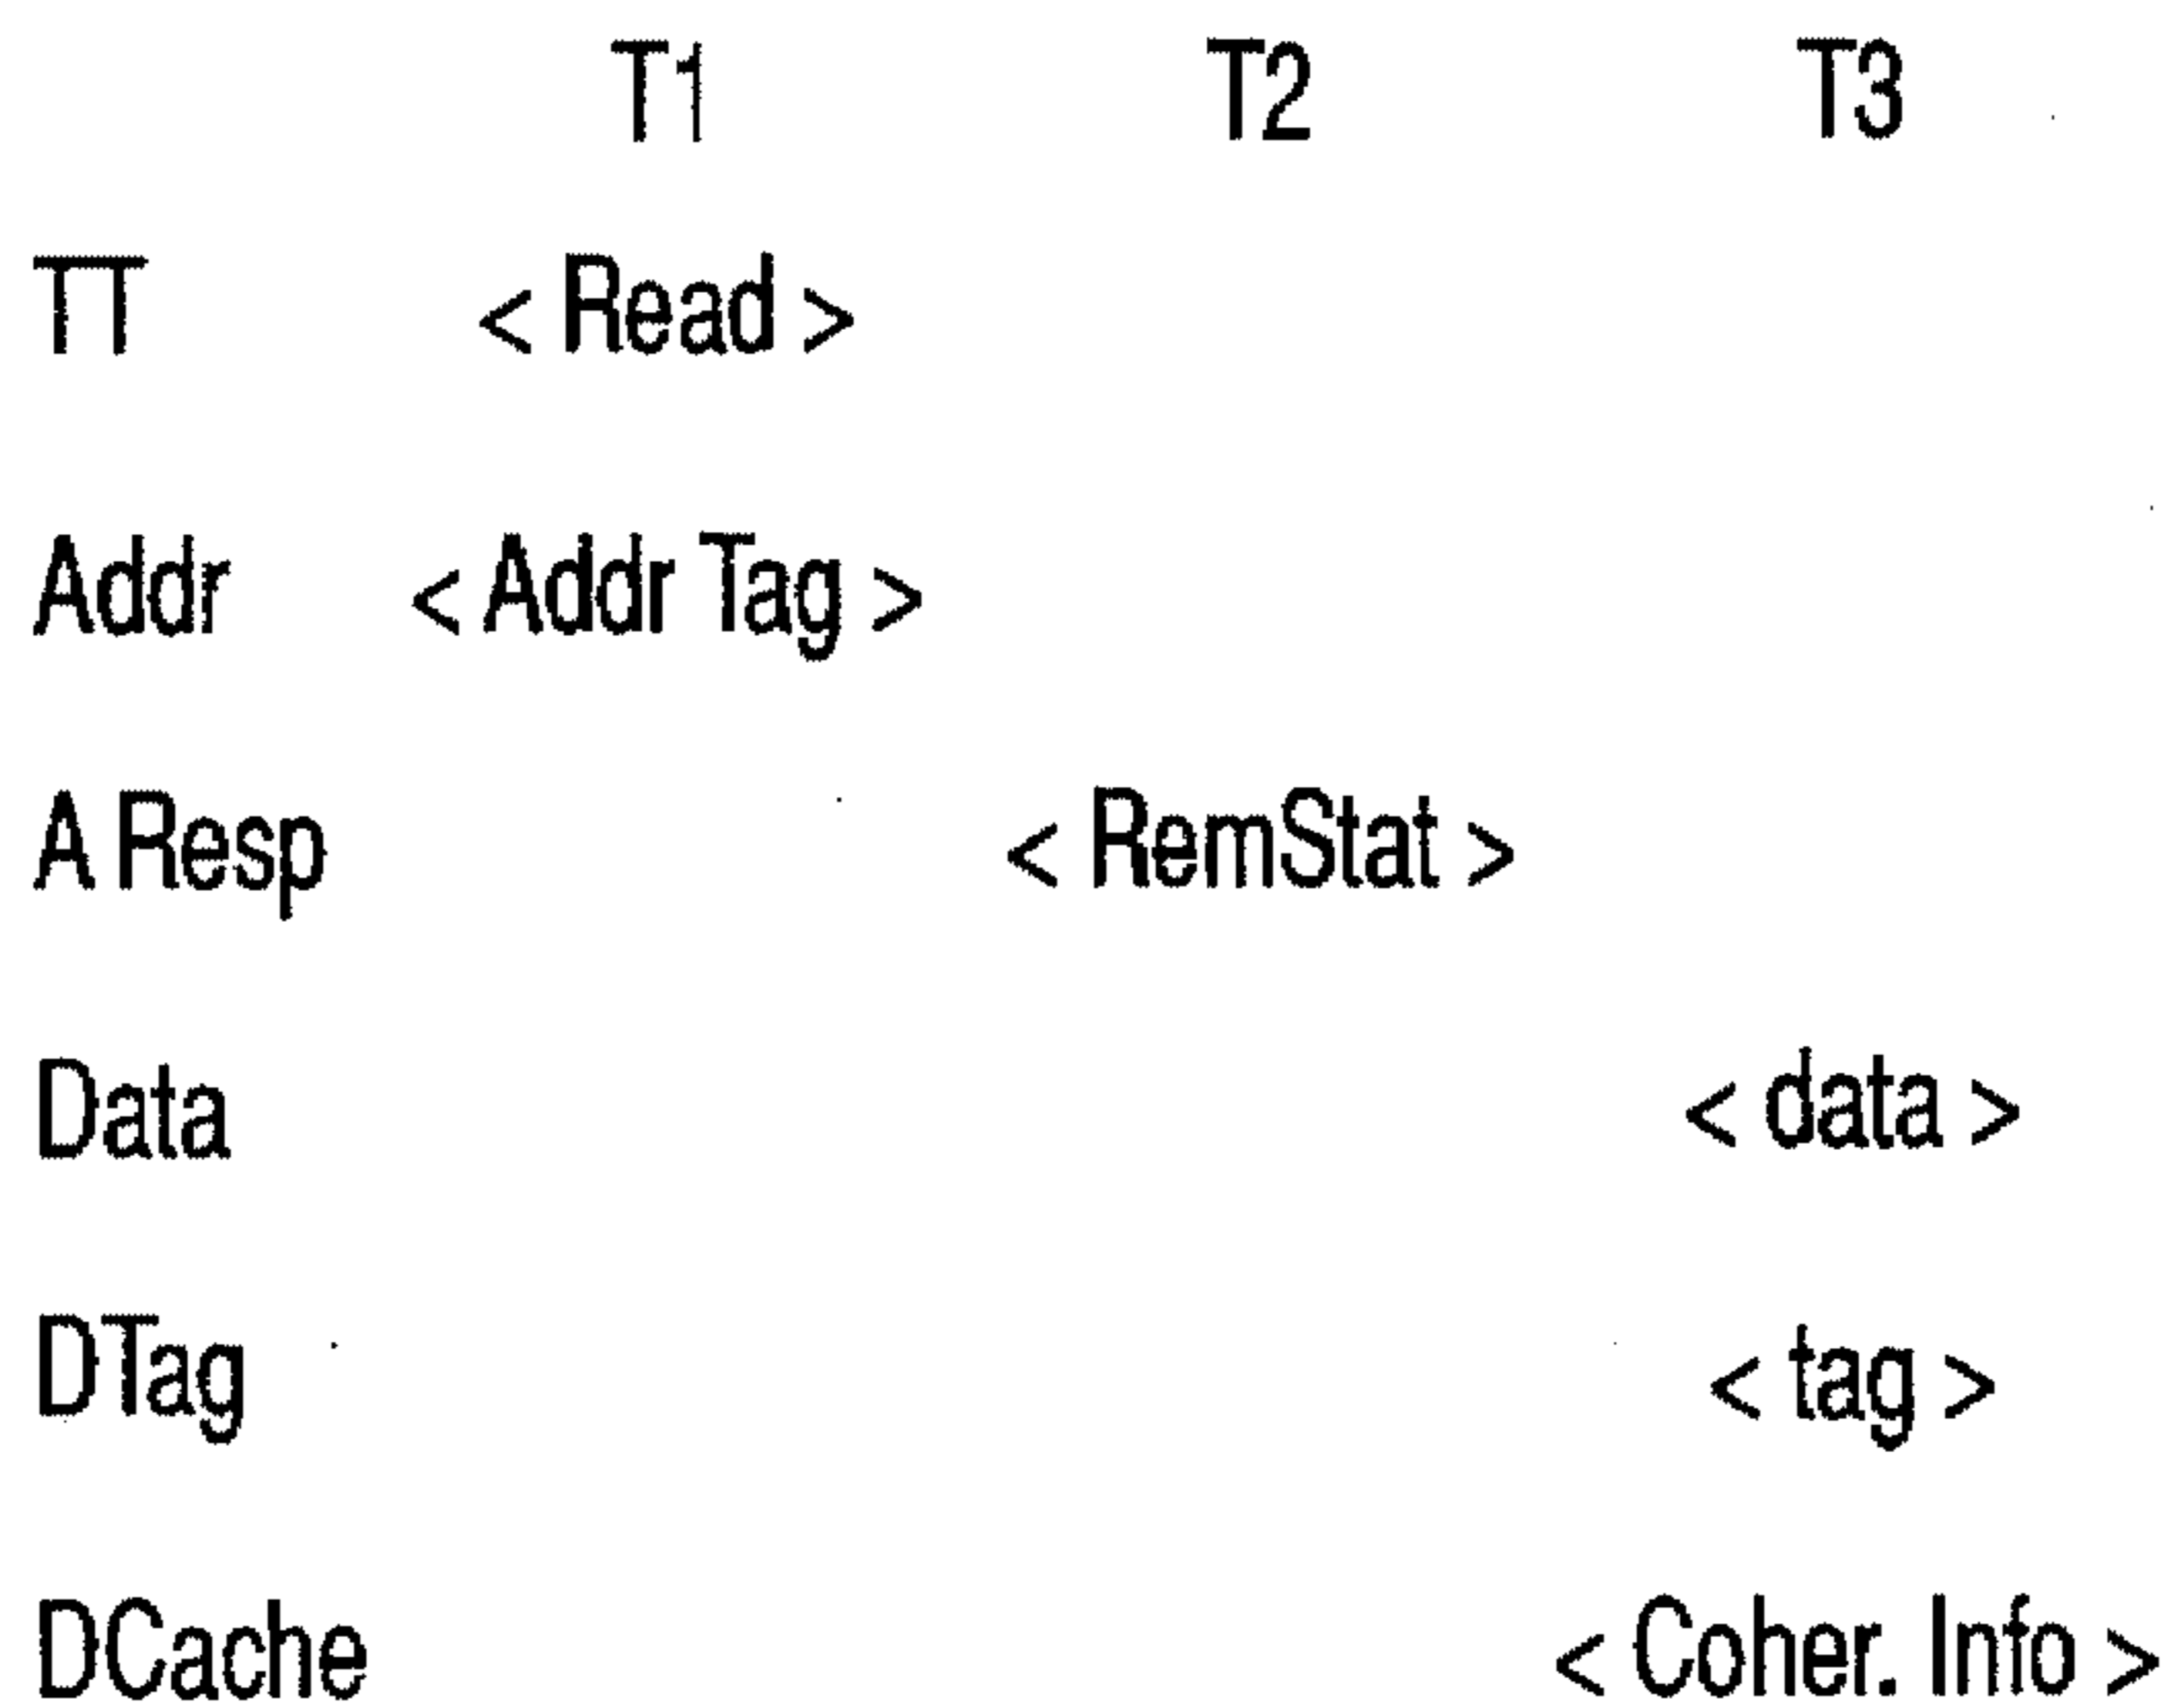 T1 T2 T3
TT < Read >
Addr < Addr Tag >
A Resp < RemStat >
Data < data >
DTag < tag >
DCache < Coher. Info >